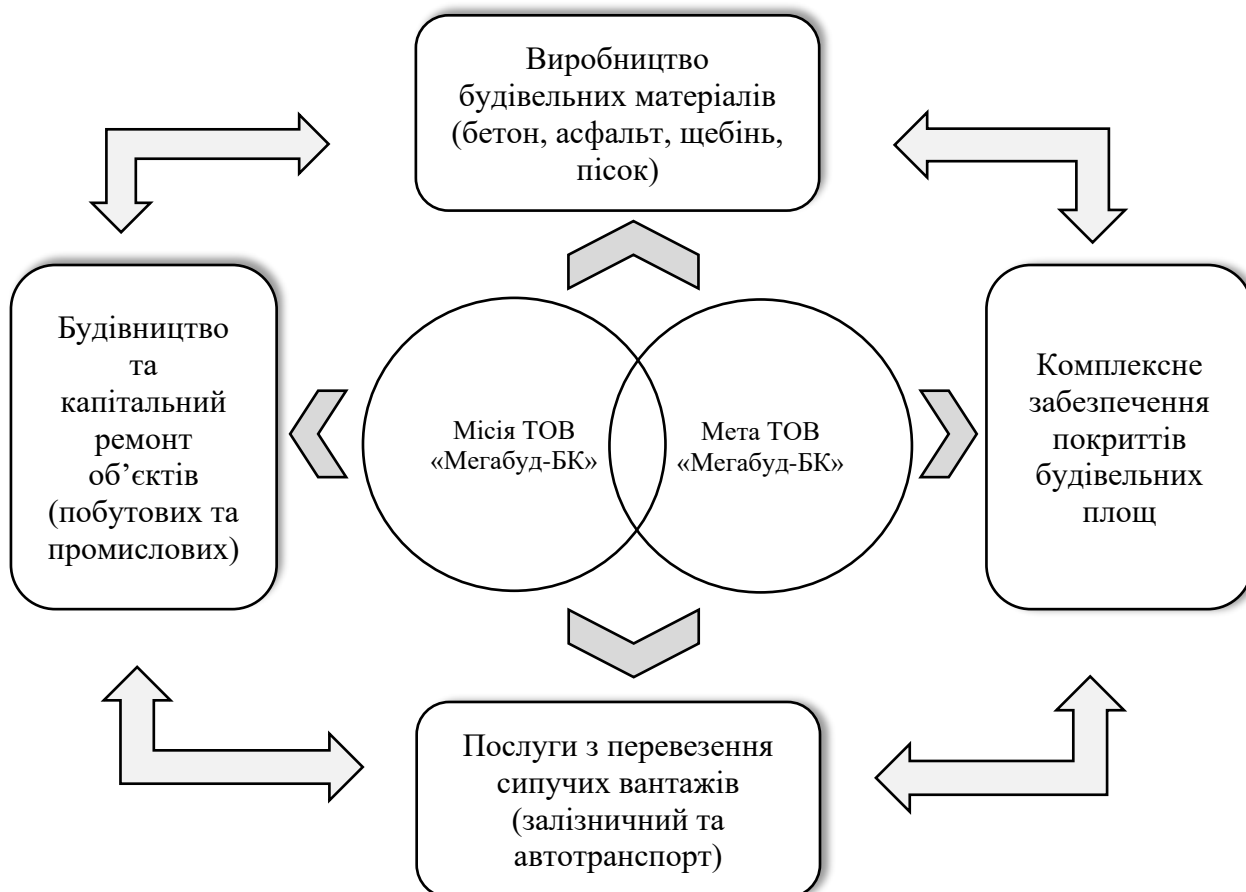 Виробництво
будівельних матеріалів
(бетон, асфальт, щебінь,
пісок)
Будівництво
та
капітальний
ремонт
об’єктів
(побутових та
промислових)
Місія ТОВ
«Мегабуд-БК»
Мета ТОВ
«Мегабуд-БК»
Комплексне
забезпечення
покриттів
будівельних
площ
Послуги з перевезення
сипучих вантажів
(залізничний та
автотранспорт)